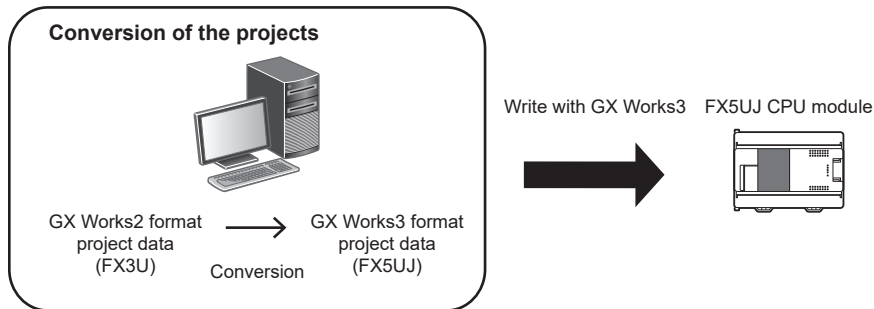 Conversion of the projects
Write with GX Works3
FX5UJ CPU module
GX Works2 format
project data
(FX3U)
Conversion
GX Works3 format
project data
(FX5UJ)